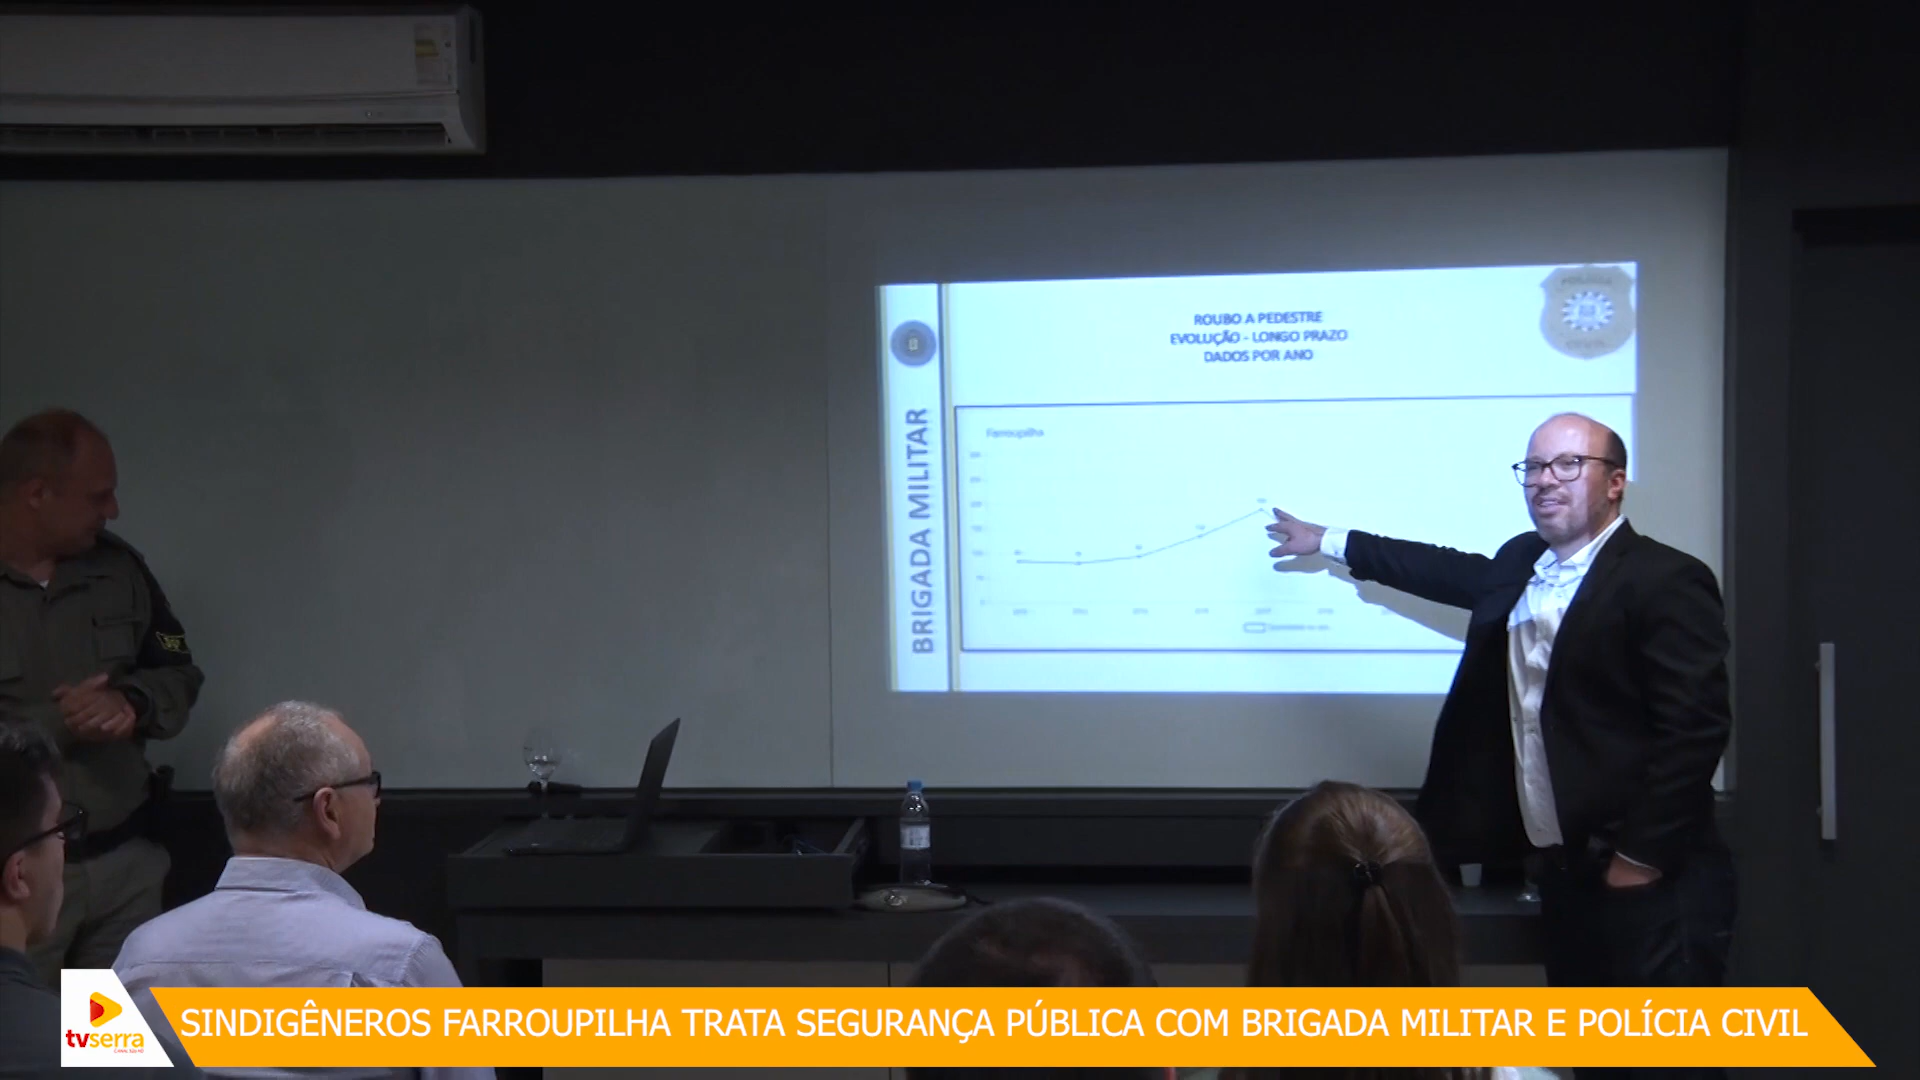 ROUBO A PEDESTRE
EVOLUÇÃO - LONGO PRAZO
DADOS POR ANO
BRIGADA MILITAR
Farroupilha
tvserra
SINDIGÊNEROS FARROUPILHA TRATA SEGURANÇA PÚBLICA COM BRIGADA MILITAR E POLÍCIA CIVIL